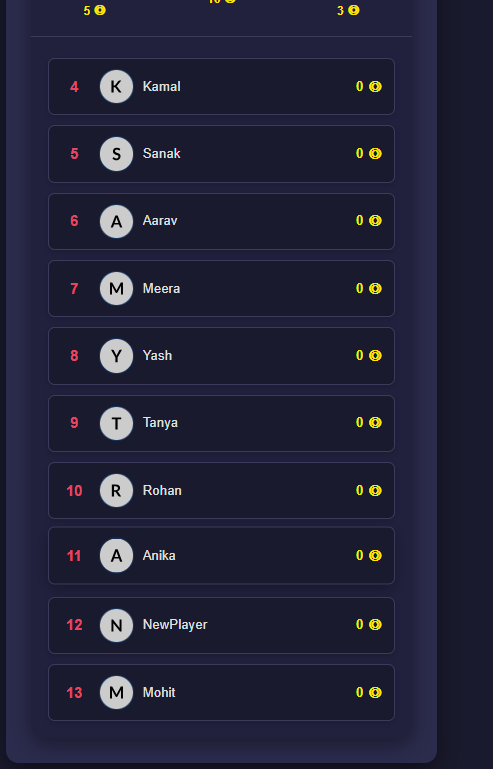 5 3
4 K Kamal 0
5 S Sanak 0
6 A Aarav 0
7 M Meera 0
8 Y Yash 0
9 T Tanya 0
10 R Rohan 0
11 A Anika 0
12 N NewPlayer 0
13 M Mohit 0